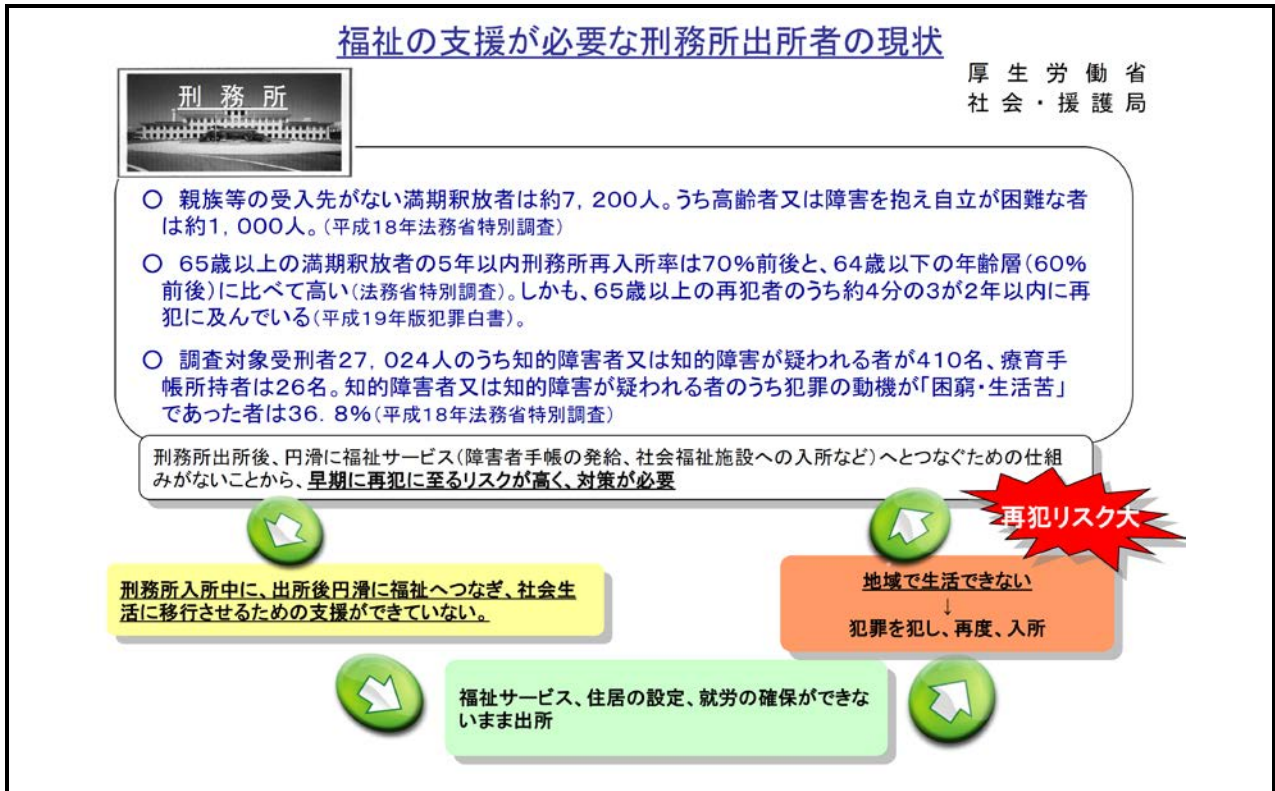 福祉の支援が必要な刑務所出所者の現状
厚生労働省
社会・援護局
刑務所
○ 親族等の受入先がない満期釈放者は約7,200人。うち高齢者又は障害を抱え自立が困難な者
は約1,000人。(平成18年法務省特別調査)
○ 65歳以上の満期釈放者の5年以内刑務所再入所率は70%前後と、64歳以下の年齢層(60%
前後)に比べて高い(法務省特別調査)。しかも、65歳以上の再犯者のうち約4分の3が2年以内に再
犯に及んでいる(平成19年版犯罪白書)。
○ 調査対象受刑者27,024人のうち知的障害者又は知的障害が疑われる者が410名、療育手
帳所持者は26名。知的障害者又は知的障害が疑われる者のうち犯罪の動機が「困窮・生活苦」
であった者は36.8%(平成18年法務省特別調査)
刑務所出所後、円滑に福祉サービス(障害者手帳の発給、社会福祉施設への入所など)へとつなぐための仕組
みがないことから、早期に再犯に至るリスクが高く、対策が必要
再犯リスク大
刑務所入所中に、出所後円滑に福祉へつなぎ、社会生
活に移行させるための支援ができていない。
地域で生活できない
↓
犯罪を犯し、再度、入所
福祉サービス、住居の設定、就労の確保ができな
いまま出所